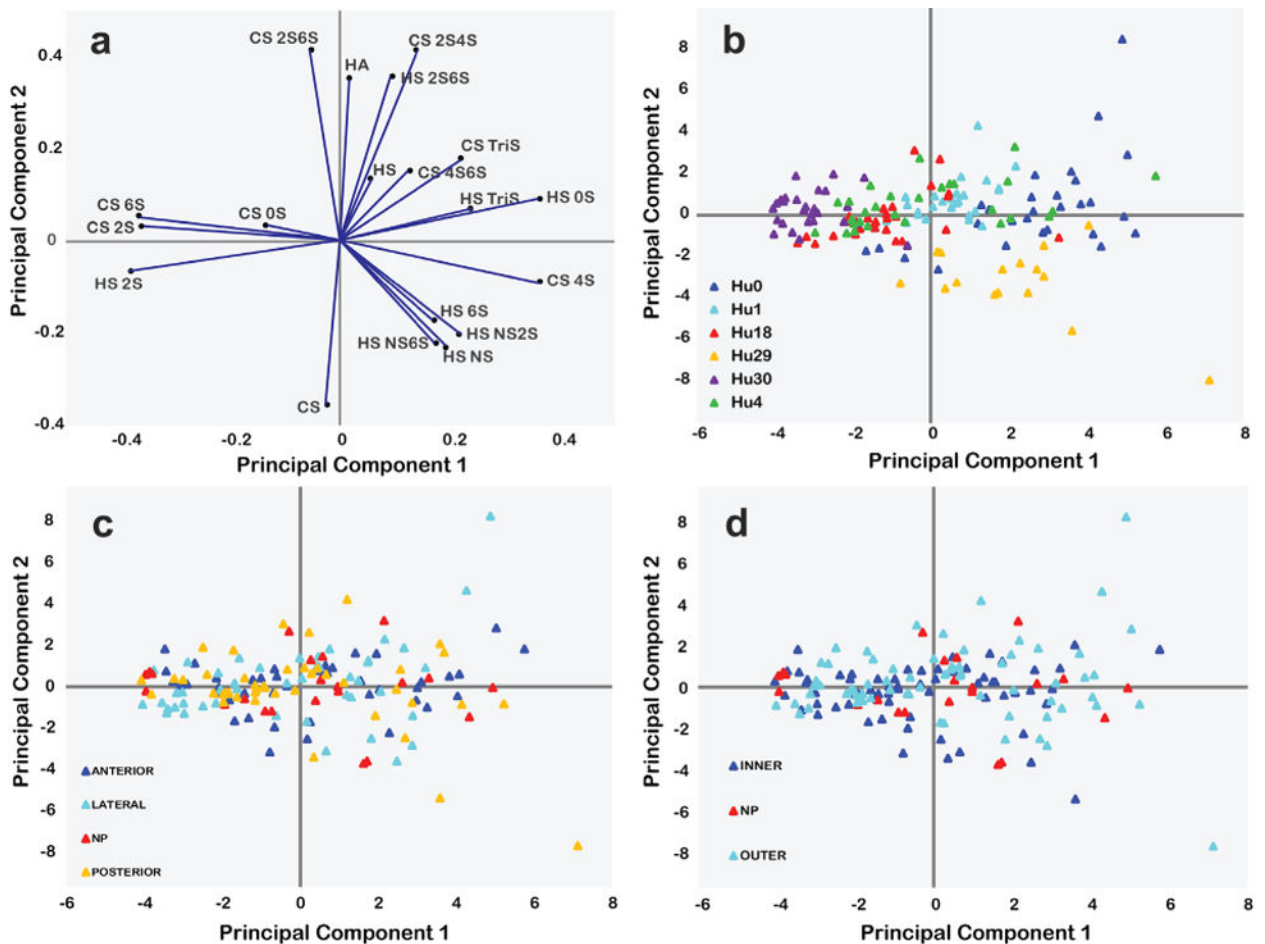 a
CS 2S6S
CS 2S4S
HA
HS 2S6S
CS TriS
HS
CS 4S6S
HS TriS
HS 0S
CS 6S
CS 0S
CS 2S
HS 2S
CS 4S
HS 6S
HS NS2S
HS NS6S
HS NS
CS
0.4
0.2
0
-0.2
-0.4
-0.4
-0.2
0
0.2
0.4
Principal Component 2
Principal Component 1
b
8
6
4
2
0
-2
-4
-6
-8
Hu0
Hu1
Hu18
Hu29
Hu30
Hu4
-6
-4
-2
0
2
4
6
8
Principal Component 2
Principal Component 1
c
8
6
4
2
0
-2
-4
-6
-8
ANTERIOR
LATERAL
NP
POSTERIOR
-6
-4
-2
0
2
4
6
8
Principal Component 2
Principal Component 1
d
8
6
4
2
0
-2
-4
-6
-8
INNER
NP
OUTER
-6
-4
-2
0
2
4
6
8
Principal Component 2
Principal Component 1